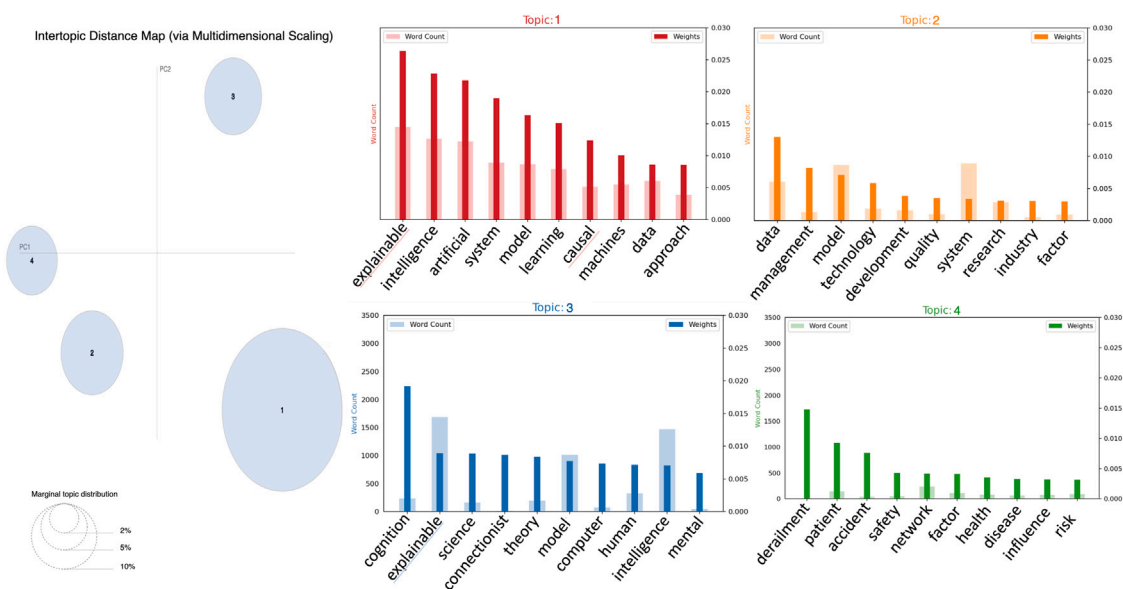 Intertopic Distance Map (via Multidimensional Scaling)
PC2
3
PC1
4
2
1
Marginal topic distribution
2%
5%
10%
Topic: 1
Word Count
Weights
0.030
0.025
0.020
0.015
0.010
0.005
0.000
Word Count
explainable
intelligence
artificial
system
model
learning
causal
machines
data
approach
Topic: 2
Word Count
Weights
0.030
0.025
0.020
0.015
0.010
0.005
0.000
Word Count
data
management
model
technology
development
quality
system
research
industry
factor
Topic: 3
Word Count
Weights
3500
3000
2500
2000
1500
1000
500
0
0.030
0.025
0.020
0.015
0.010
0.005
0.000
Word Count
cognition
explainable
science
connectionist
theory
model
computer
human
intelligence
mental
Topic: 4
Word Count
Weights
3500
3000
2500
2000
1500
1000
500
0
0.030
0.025
0.020
0.015
0.010
0.005
0.000
Word Count
derailment
patient
accident
safety
network
factor
health
disease
influence
risk